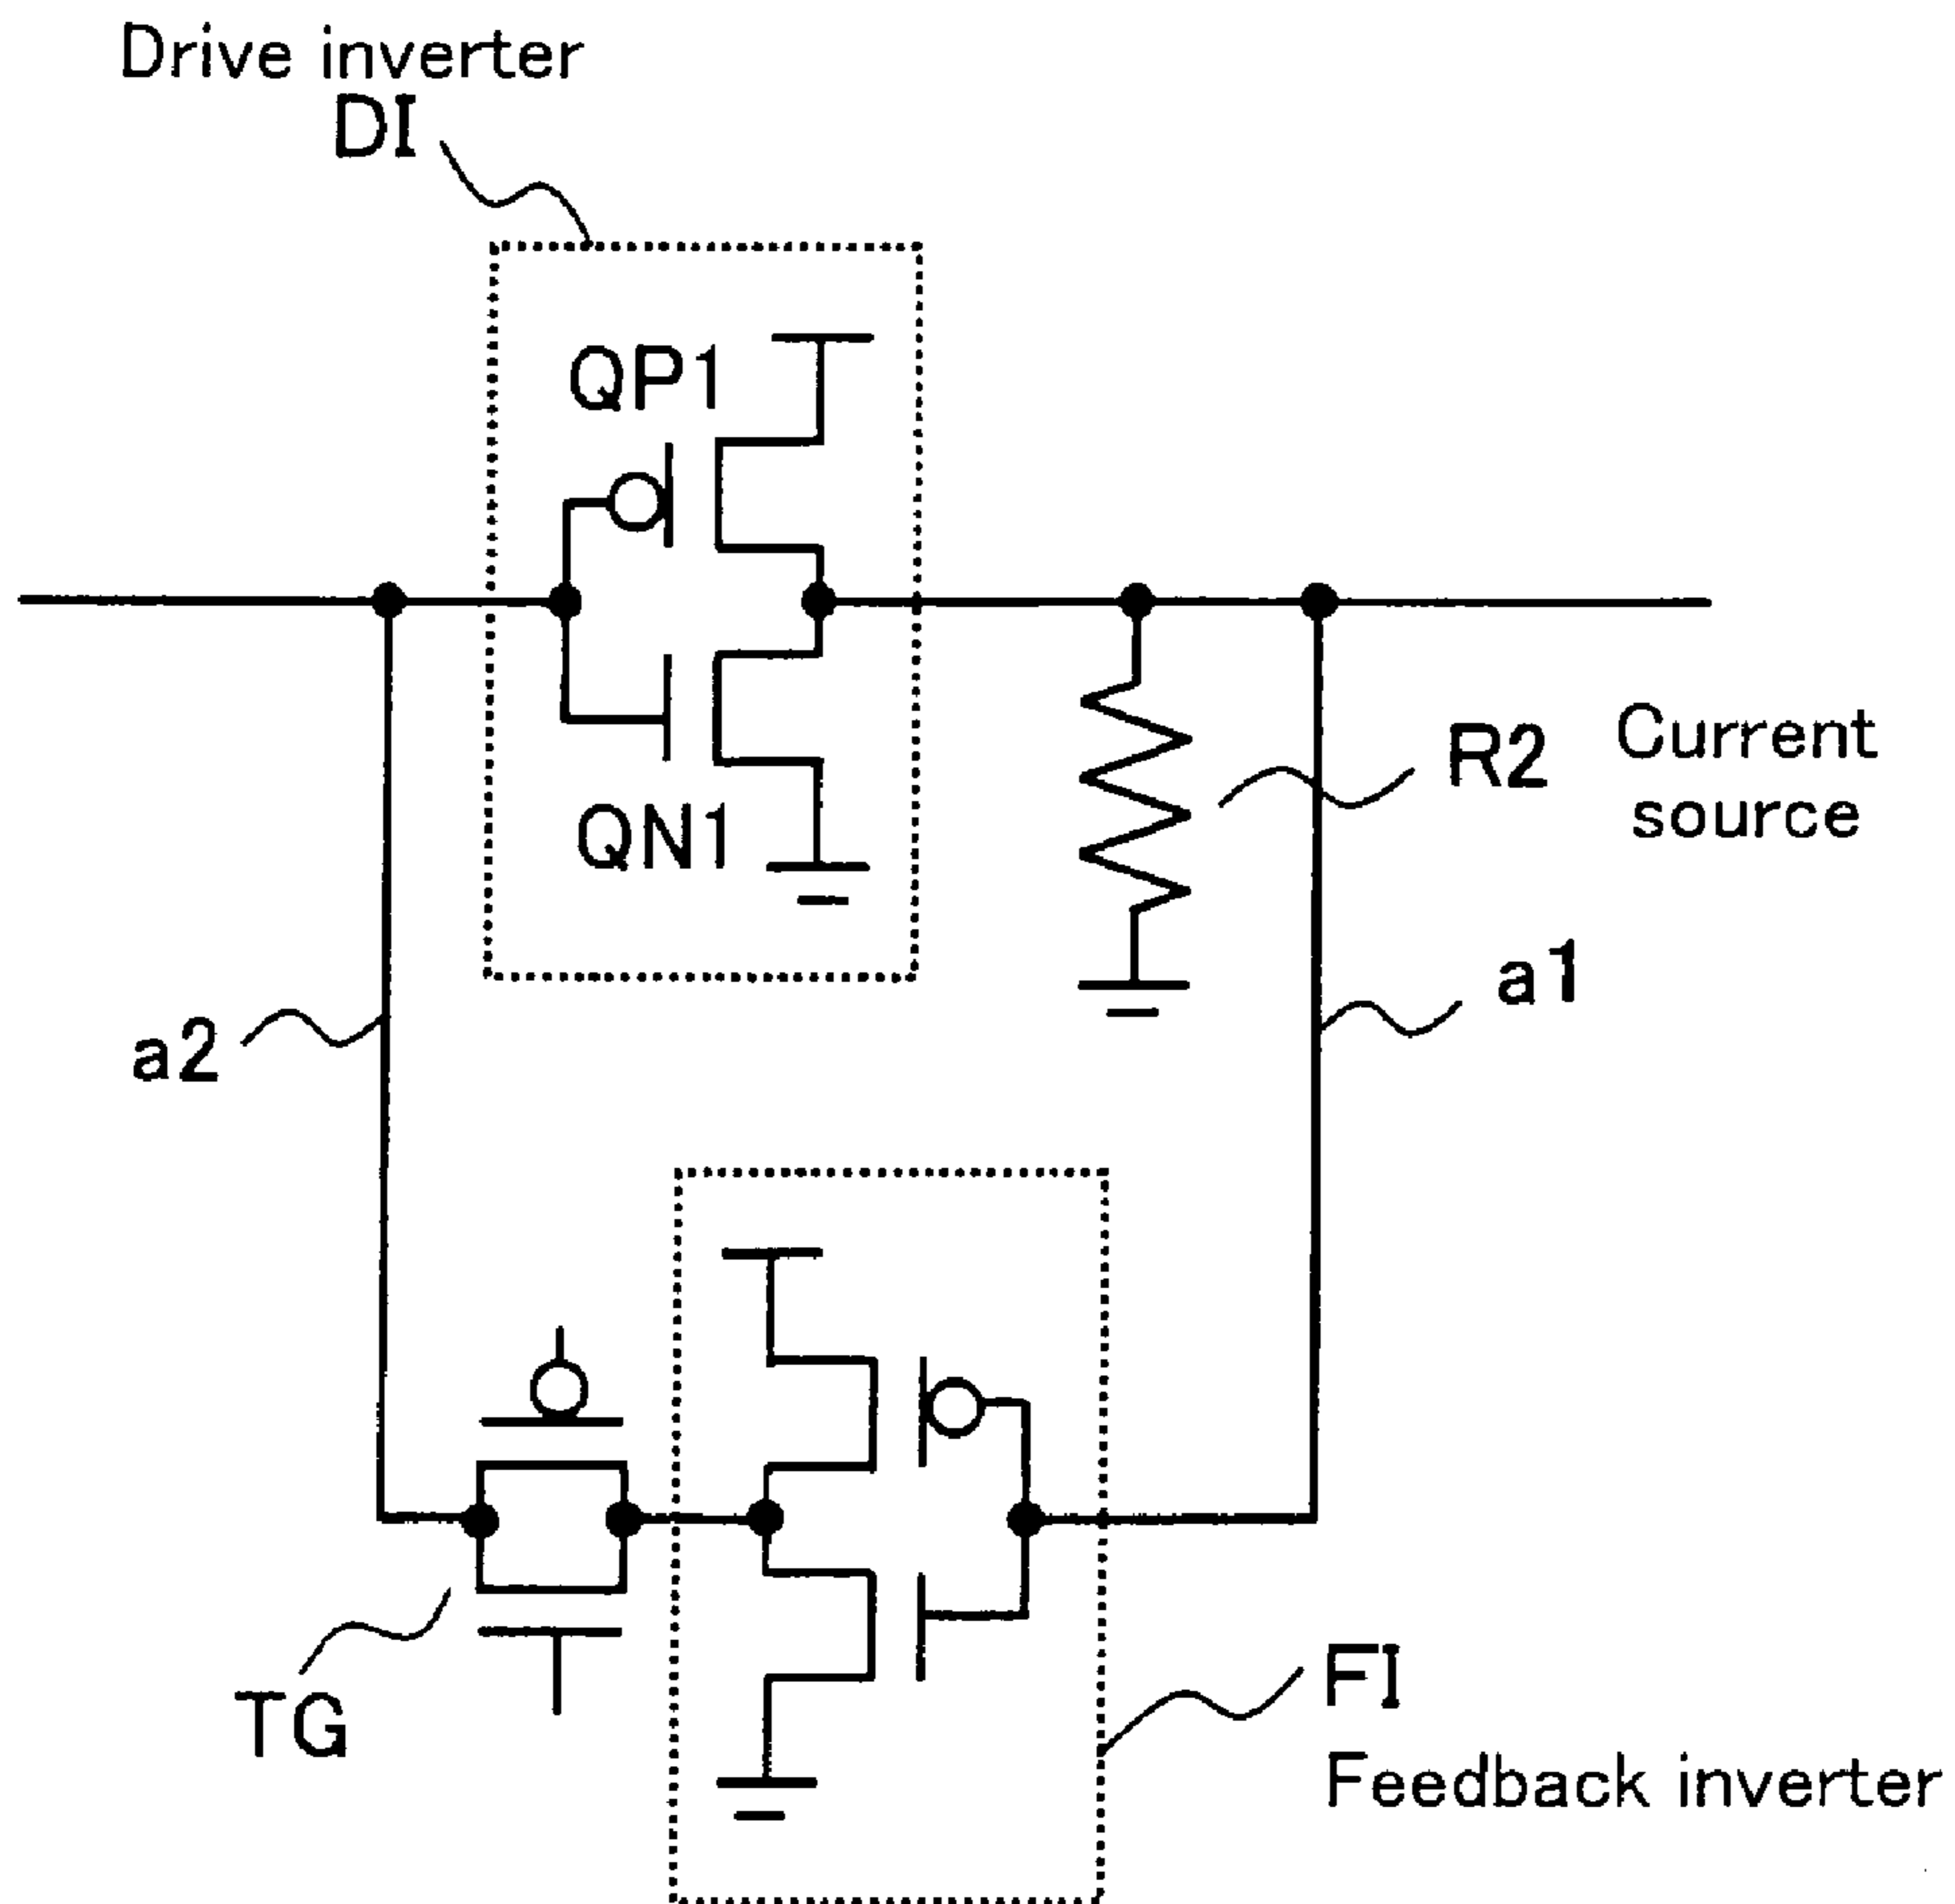 Drive inverter
DI
QP1
QN1
R2
Current
source
a1
a2
TG
FI
Feedback inverter